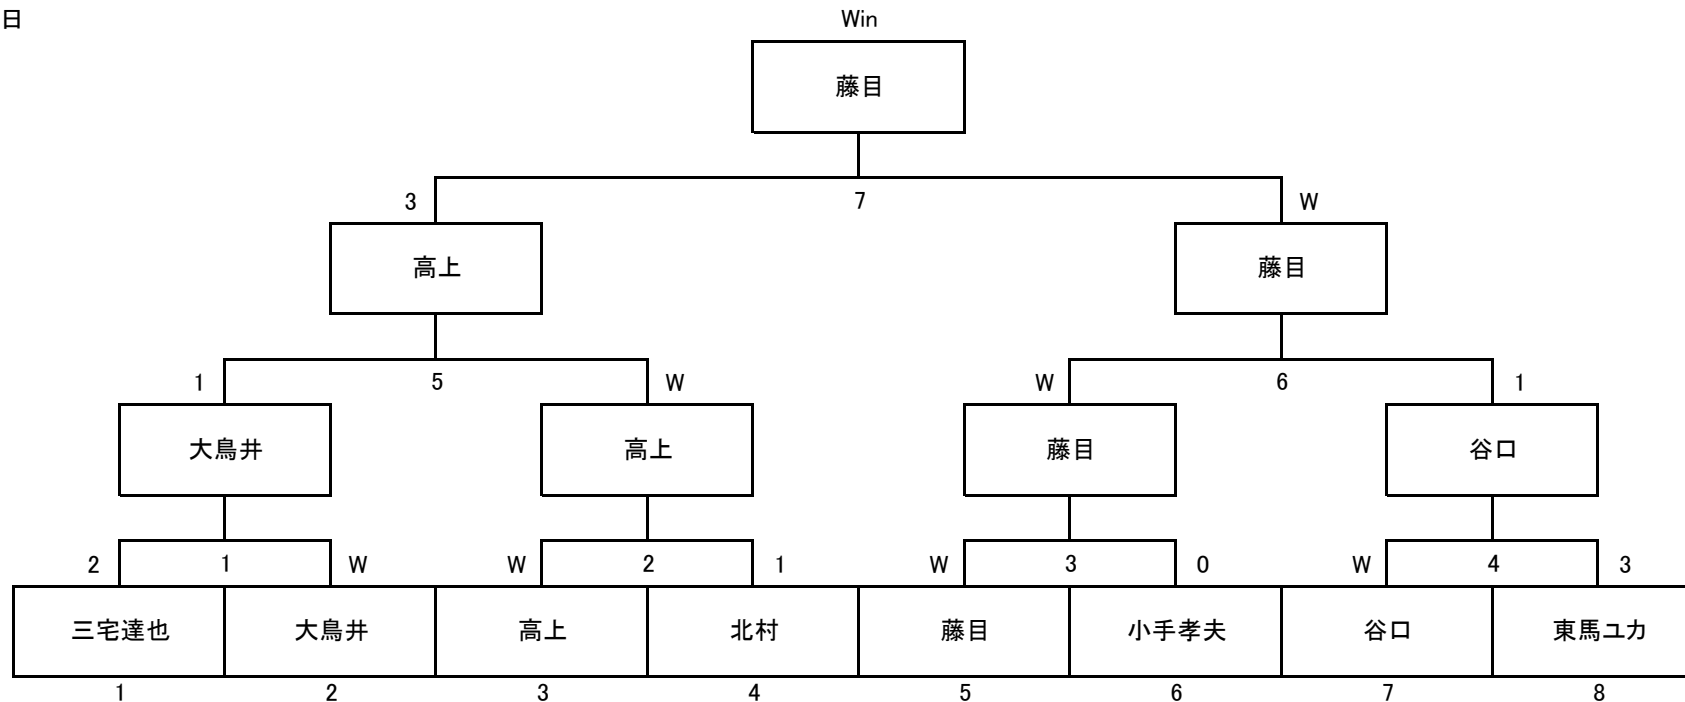 日
Win
藤目
3 7 W
高上 藤目
1 5 W W 6 1
大鳥井 高上 藤目 谷口
2 1 W W 2 1 W 3 0 W 4 3
三宅達也 大鳥井 高上 北村 藤目 小手孝夫 谷口 東馬ユカ
1 2 3 4 5 6 7 8